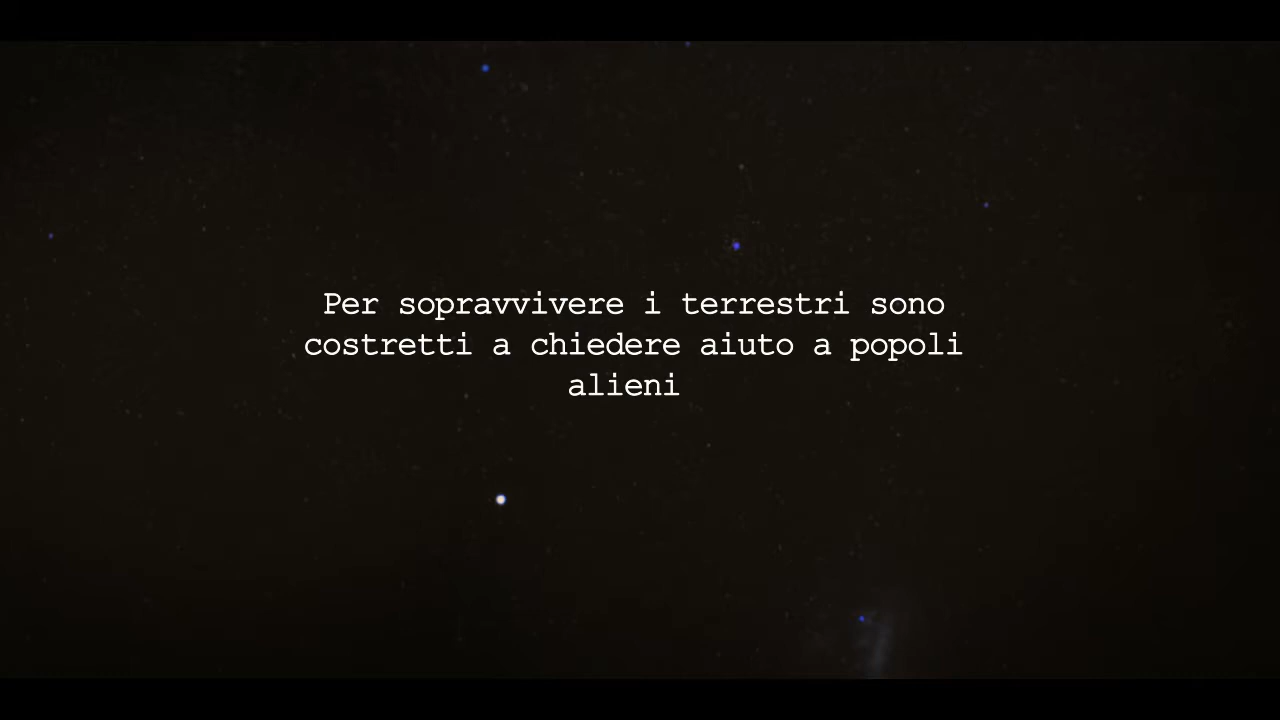 Per sopravvivere i terrestri sono
costretti a chiedere aiuto a popoli
alieni